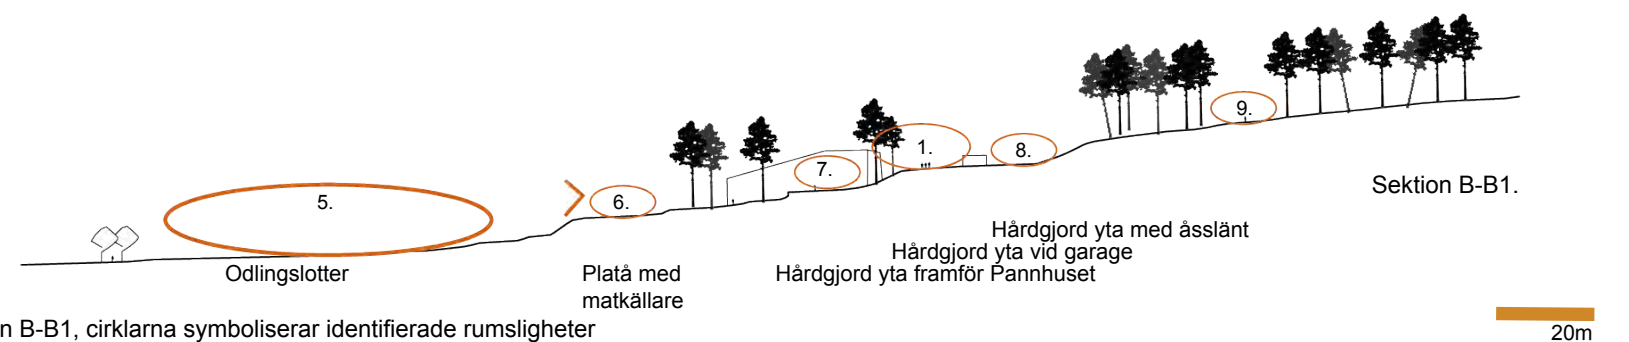 9.
1.
8.
7.
Sektion B-B1.
5.
6.
Hårdgjord yta med åsslänt
Hårdgjord yta vid garage
Odlingslotter
Platå med
matkällare
Hårdgjord yta framför Pannhuset
n B-B1, cirklarna symboliserar identifierade rumsligheter
20m